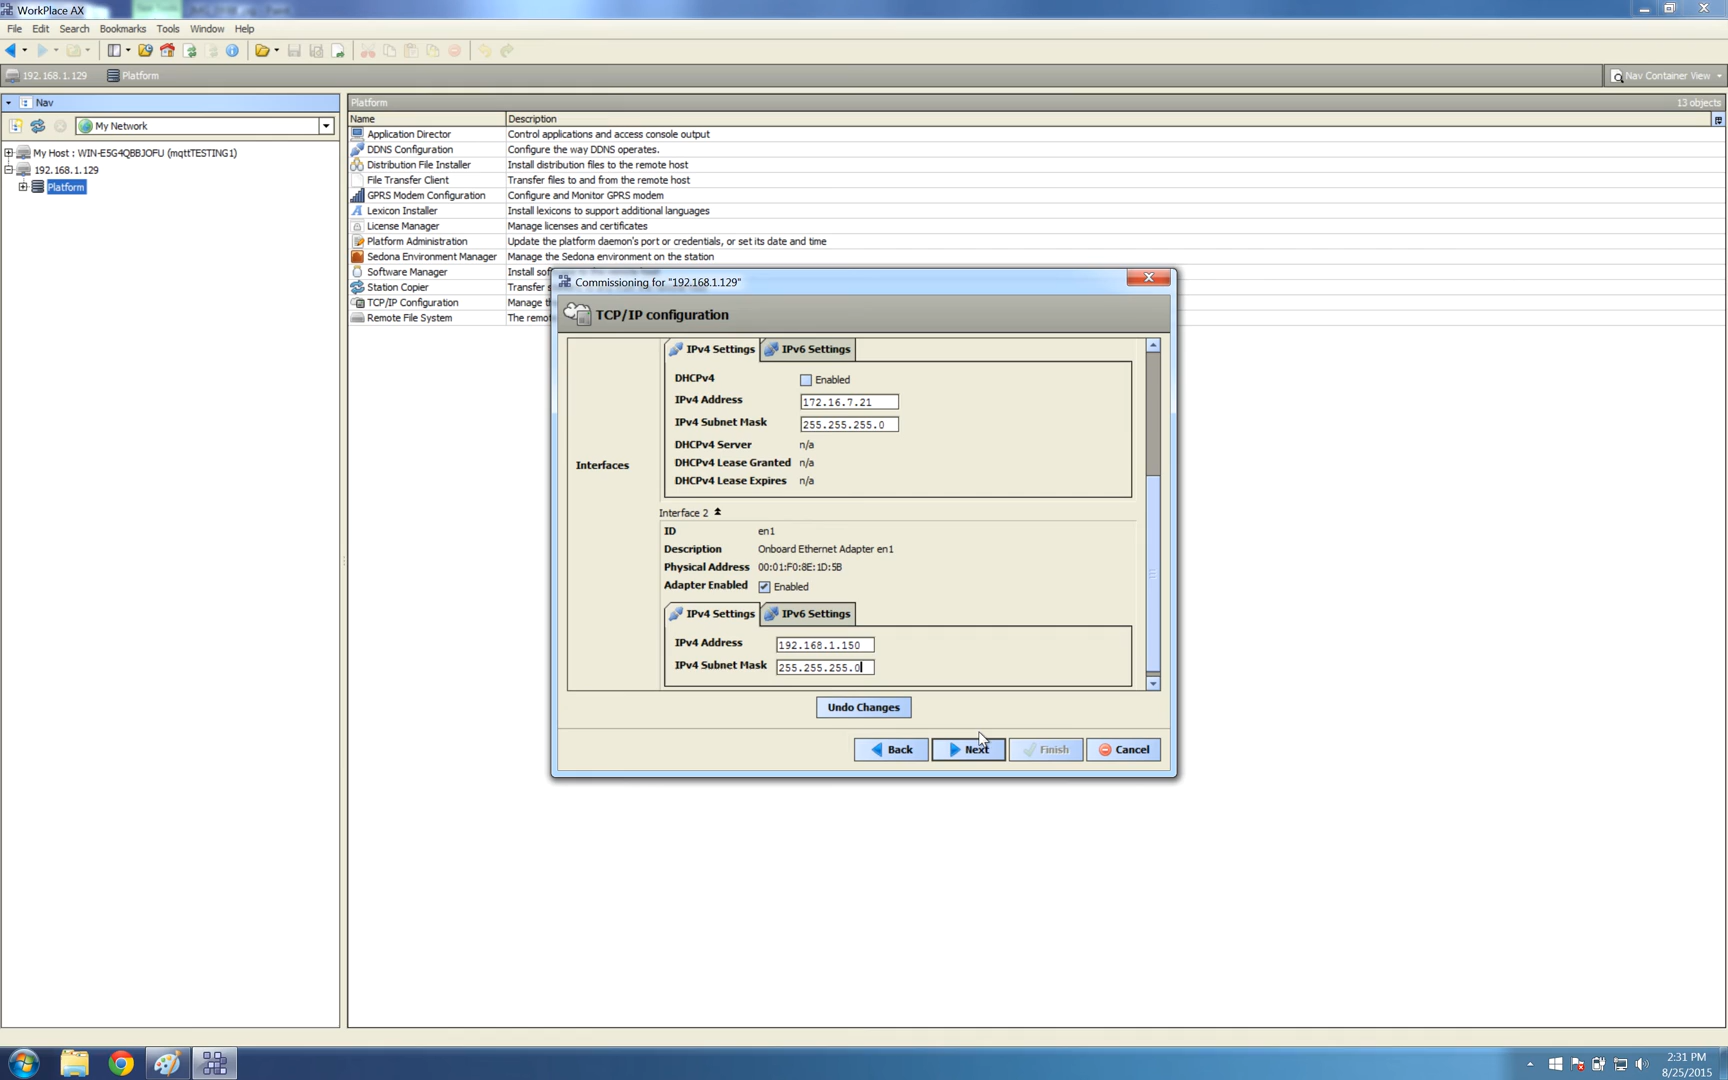 WorkPlace AX
File Edit Search Bookmarks Tools Window Help
192.168.1.129 Platform Nav Container View
Nav
My Network
My Host : WIN-E5G4QBBJOFU (mqttTESTING1)
192.168.1.129
Platform
Platform 13 objects
Name Description
Application Director Control applications and access console output
DDNS Configuration Configure the way DDNS operates.
Distribution File Installer Install distribution files to the remote host
File Transfer Client Transfer files to and from the remote host
GPRS Modem Configuration Configure and Monitor GPRS modem
Lexicon Installer Install lexicons to support additional languages
License Manager Manage licenses and certificates
Platform Administration Update the platform daemon's port or credentials, or set its date and time
Sedona Environment Manager Manage the Sedona environment on the station
Software Manager Install
Station Copier Transfer
TCP/IP Configuration Manage the
Remote File System The
Commissioning for "192.168.1.129"
TCP/IP configuration
IPv4 Settings IPv6 Settings
DHCPv4 Enabled
IPv4 Address 172.16.7.21
IPv4 Subnet Mask 255.255.255.0
DHCPv4 Server n/a
DHCPv4 Lease Granted n/a
DHCPv4 Lease Expires n/a
Interfaces
Interface 2
ID en1
Description Onboard Ethernet Adapter en1
Physical Address 00:01:F0:8E:1D:5B
Adapter Enabled Enabled
IPv4 Settings IPv6 Settings
IPv4 Address 192.168.1.150
IPv4 Subnet Mask 255.255.255.0
Undo Changes
Back Next Finish Cancel
2:31 PM
8/25/2015